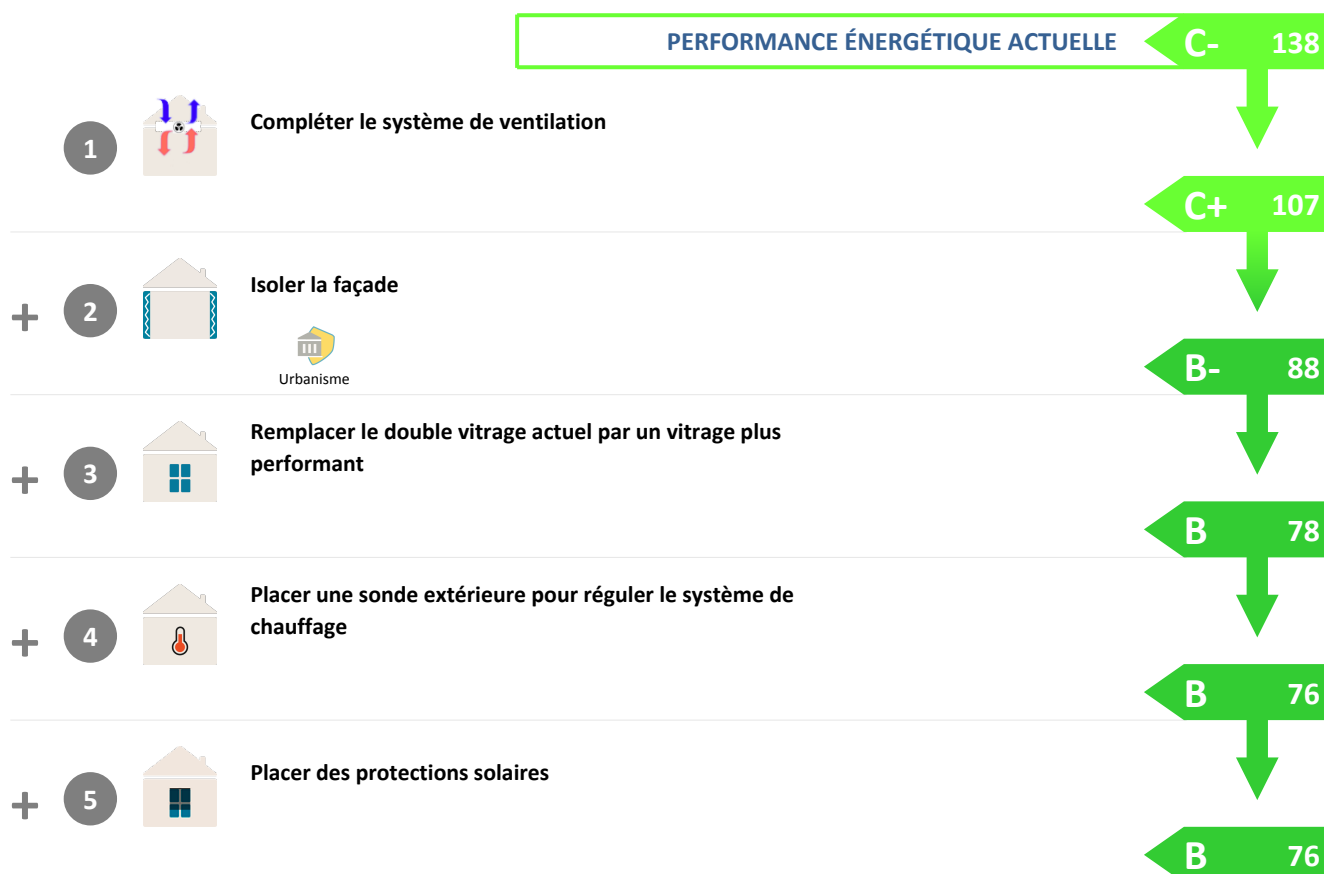 PERFORMANCE ÉNERGÉTIQUE ACTUELLE C- 138
1 Compléter le système de ventilation
C+ 107
+ 2 Isoler la façade
Urbanisme
B- 88
+ 3 Remplacer le double vitrage actuel par un vitrage plus
performant
B 78
+ 4 Placer une sonde extérieure pour réguler le système de
chauffage
B 76
+ 5 Placer des protections solaires
B 76